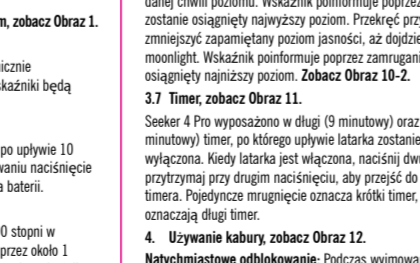 m, zobacz Obraz 1.
icznie
skaźniki będą
po upływie 10
waniu naciśnięcie
a baterii.
0 stopni w
przez około 1
danej chwili poziomu. Wskaźnik poinformuje poprzez
zostanie osiągnięty najwyższy poziom. Przekręć przy
zmniejszyć zapamiętany poziom jasności, aż dojdzie
moonlight. Wskaźnik poinformuje poprzez zamrugani
osiągnięty najniższy poziom. Zobacz Obraz 10-2.
3.7 Timer, zobacz Obraz 11.
Seeker 4 Pro wyposażono w długi (9 minutowy) oraz
minutowy) timer, po którego upływie latarka zostanie
wyłączona. Kiedy latarka jest włączona, naciśnij dwu
przytrzymaj przy drugim naciśnięciu, aby przejść do
timera. Pojedyncze mrugnięcie oznacza krótki timer,
oznaczają długi timer.
4. Używanie kabury, zobacz Obraz 12.
Natychmiastowe odblokowanie: Podczas wyjmowa